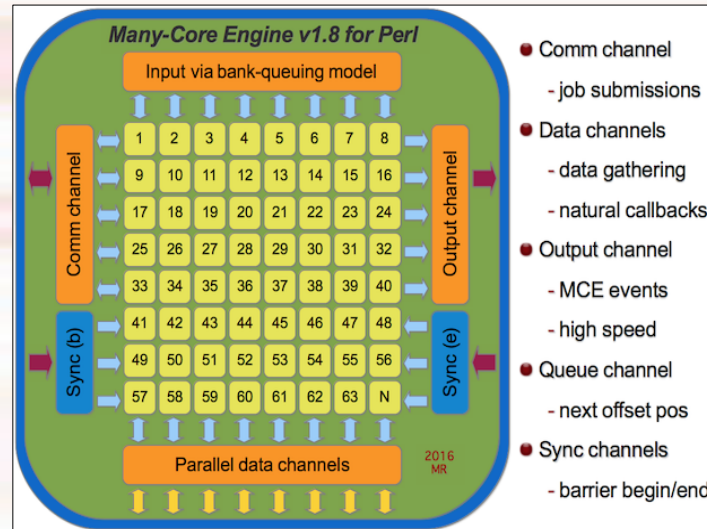 Many-Core Engine v1.8 for Perl
Input via bank-queuing model
Comm channel
1 2 3 4 5 6 7 8
9 10 11 12 13 14 15 16
17 18 19 20 21 22 23 24
25 26 27 28 29 30 31 32
33 34 35 36 37 38 39 40
Output channel
Sync (b)
41 42 43 44 45 46 47 48
49 50 51 52 53 54 55 56
57 58 59 60 61 62 63 N
Sync (e)
Parallel data channels
2016
MR
Comm channel
- job submissions
Data channels
- data gathering
- natural callbacks
Output channel
- MCE events
- high speed
Queue channel
- next offset pos
Sync channels
- barrier begin/end